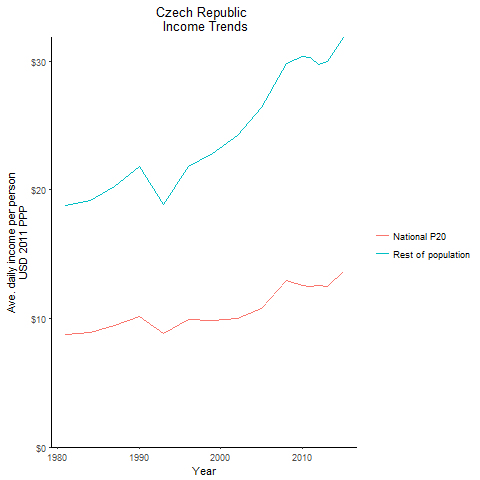 Czech Republic
Income Trends
$30
$20
$10
$0
Ave. daily income per person
USD 2011 PPP
1980
1990
2000
2010
Year
National P20
Rest of population